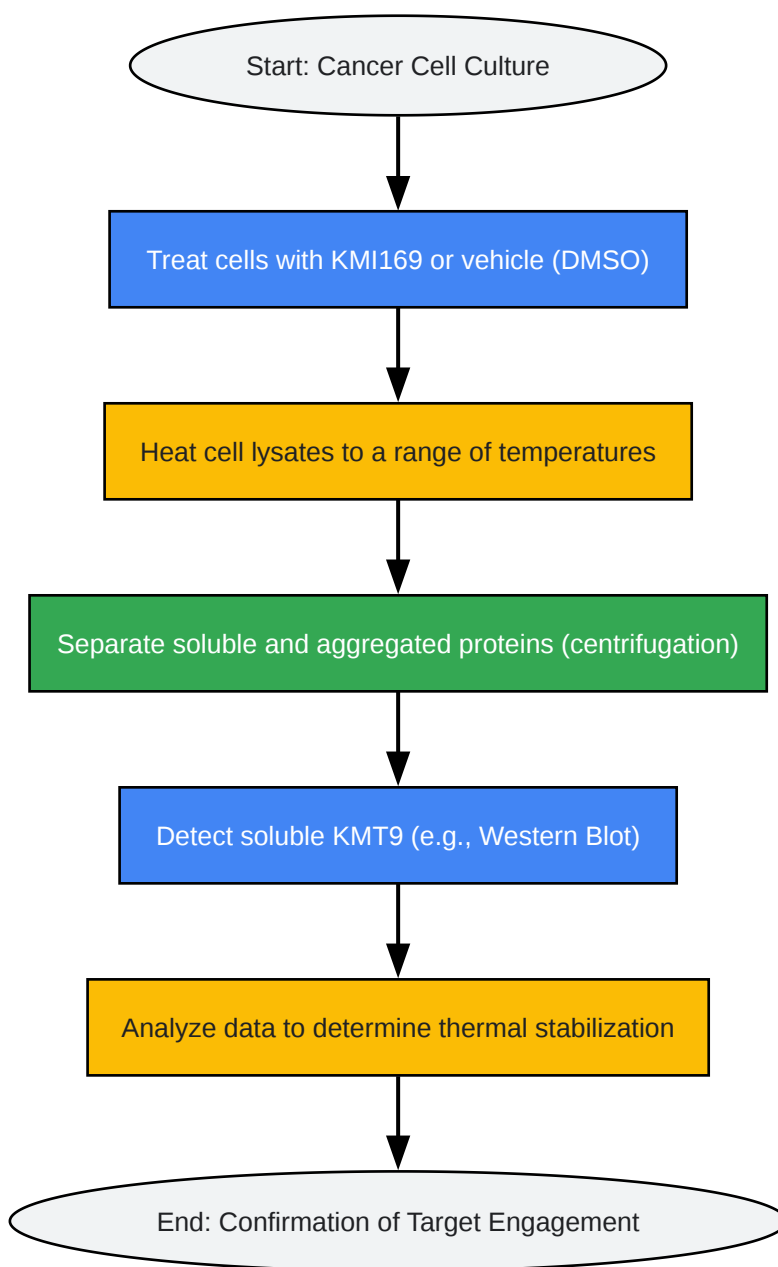 Start: Cancer Cell Culture
Treat cells with KMI169 or vehicle (DMSO)
Heat cell lysates to a range of temperatures
Separate soluble and aggregated proteins (centrifugation)
Detect soluble KMT9 (e.g., Western Blot)
Analyze data to determine thermal stabilization
End: Confirmation of Target Engagement